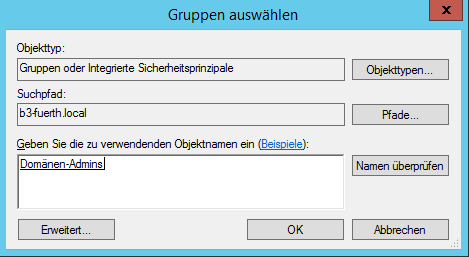 Gruppen auswählen
x
Objekttyp:
Gruppen oder Integrierte Sicherheitsprinzipale
Objekttypen...
Suchpfad:
b3-fuerth.local
Pfade...
Geben Sie die zu verwendenden Objektnamen ein (Beispiele):
Domänen-Admins
Namen überprüfen
Erweitert...
OK
Abbrechen